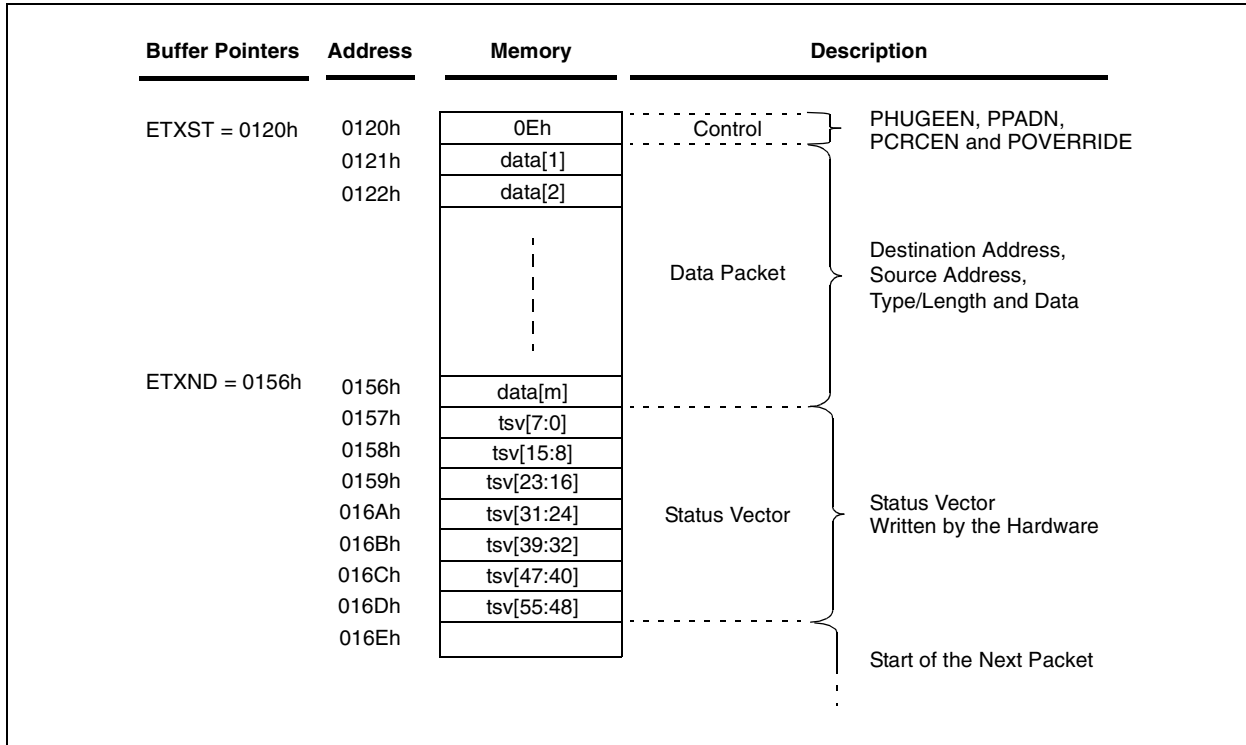 Buffer Pointers Address Memory Description
ETXST = 0120h 0120h 0Eh Control PHUGEEN, PPADN,
PCRCEN and POVERRIDE
0121h data[1]
0122h data[2]
Data Packet Destination Address,
Source Address,
Type/Length and Data
ETXND = 0156h 0156h data[m]
0157h tsv[7:0]
0158h tsv[15:8]
0159h tsv[23:16]
016Ah tsv[31:24] Status Vector Status Vector
Written by the Hardware
016Bh tsv[39:32]
016Ch tsv[47:40]
016Dh tsv[55:48]
016Eh
Start of the Next Packet